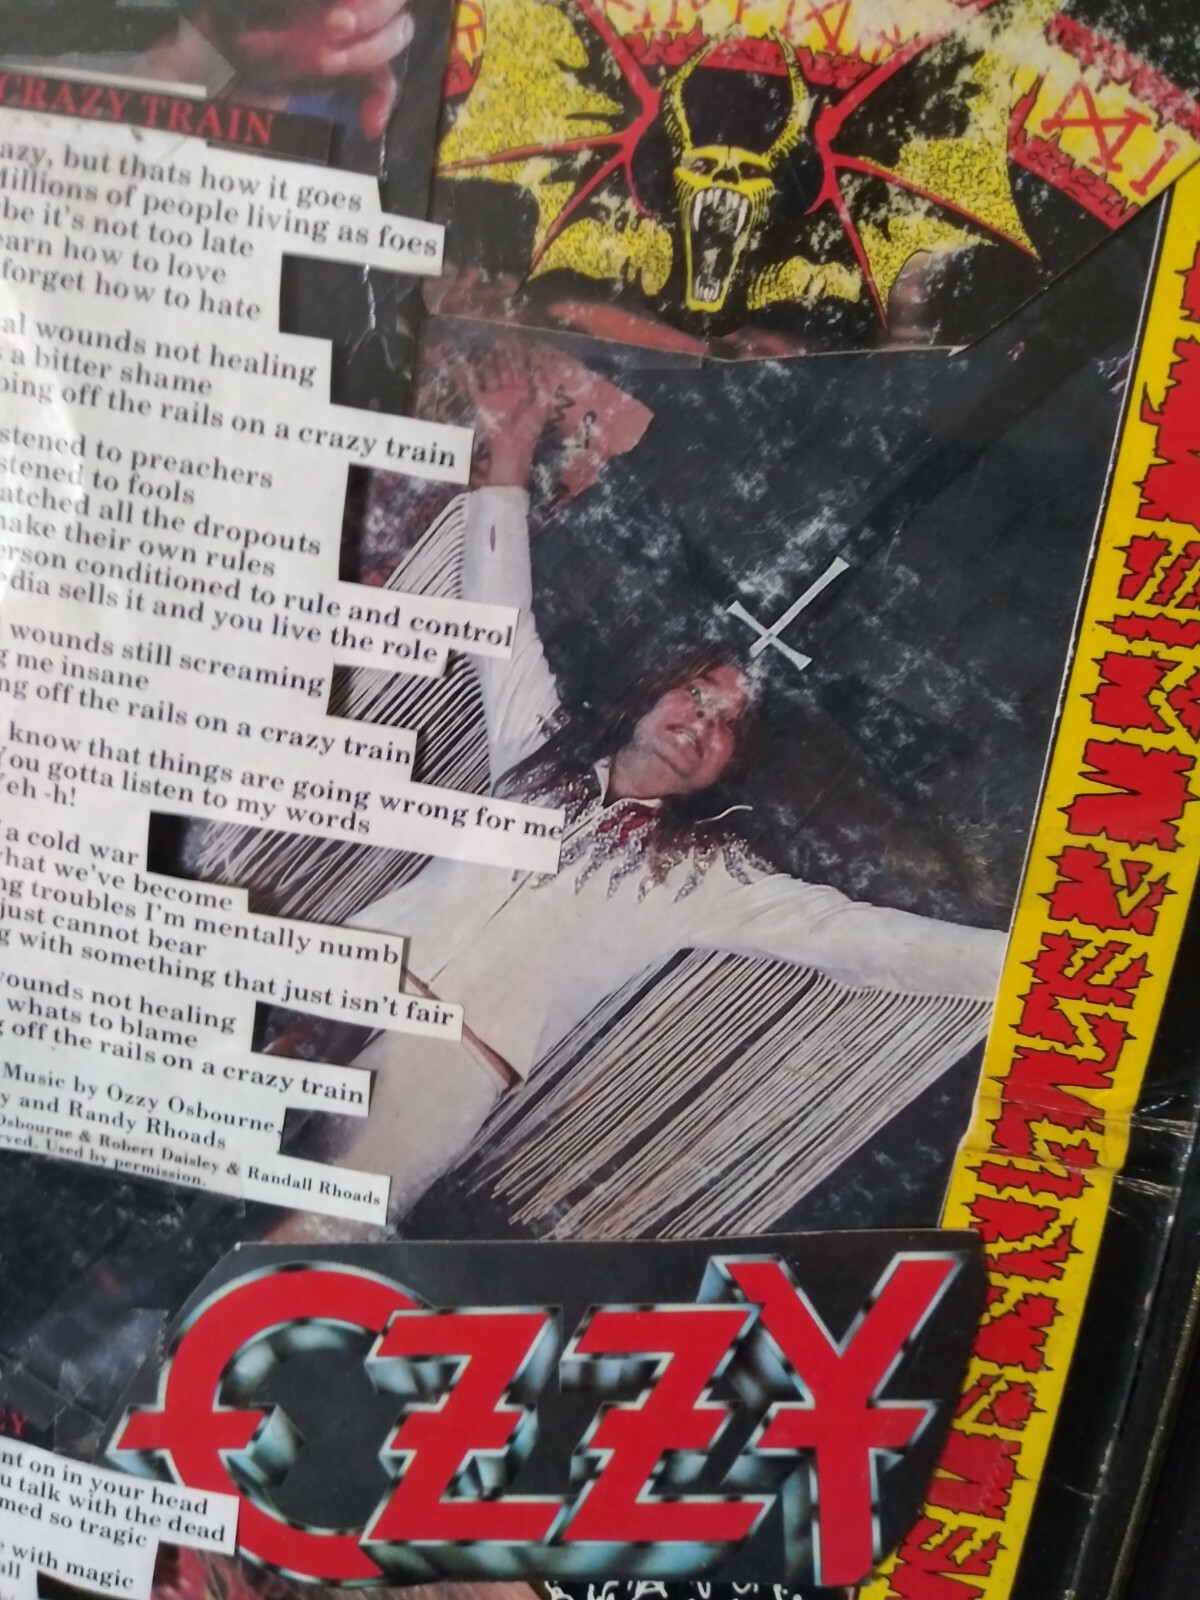 CRAZY TRAIN
azy, but thats how it goes
Millions of people living as foes
be it's not too late
earn how to love
forget how to hate
al wounds not healing
a bitter shame
ing off the rails on a crazy train
stened to preachers
stened to fools
atched all the dropouts
make their own rules
erson conditioned to rule and control
edia sells it and you live the role
wounds still screaming
g me insane
ng off the rails on a crazy train
know that things are going wrong for me
You gotta listen to my words
Yeh -h!
a cold war
what we've become
ng troubles I'm mentally numb
just cannot bear
g with something that just isn't fair
wounds not healing
whats to blame
g off the rails on a crazy train
Music by Ozzy Osbourne,
y and Randy Rhoads
Osbourne & Robert Daisley & Randall Rhoads
rved. Used by permission.
OZZY
EY
nt on in your head
u talk with the dead
med so tragic
with magic
all